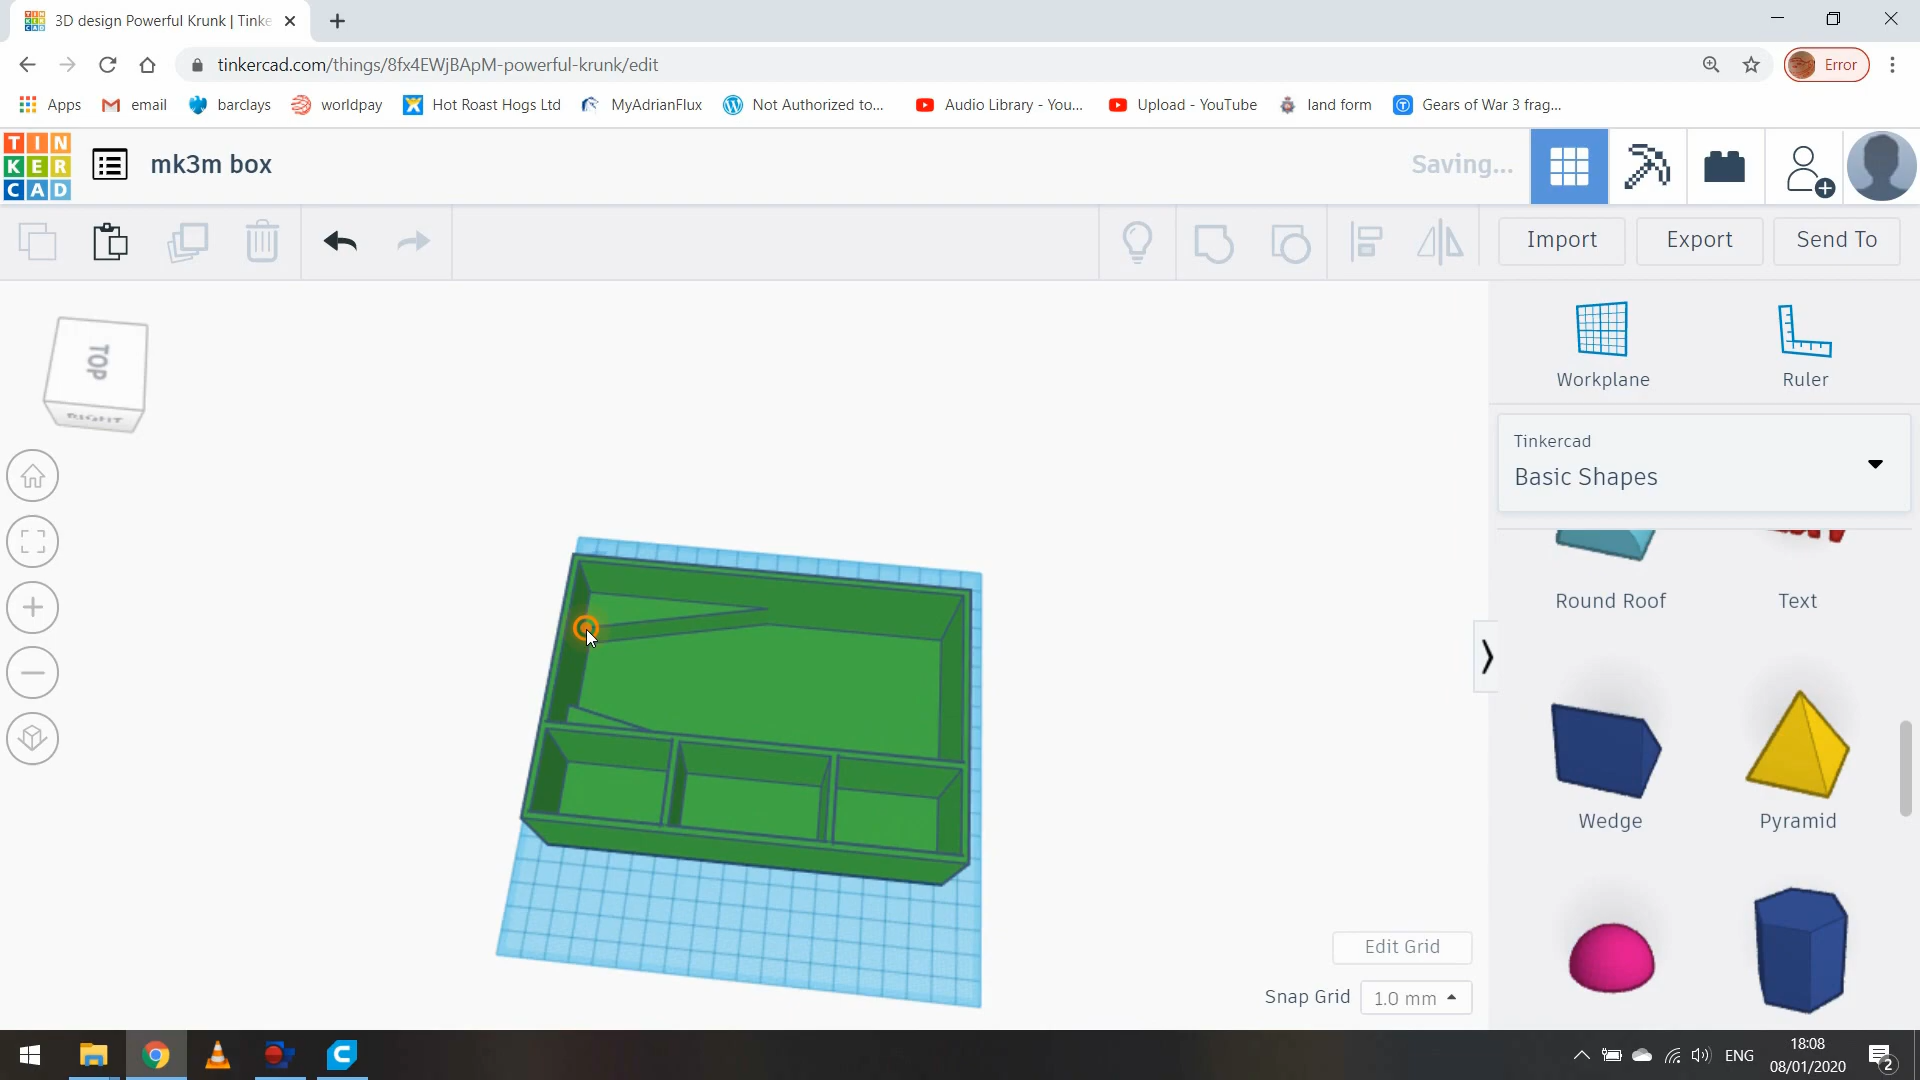 3D design Powerful Krunk | Tinke
tinkercad.com/things/8fx4EWjBApM-powerful-krunk/edit
Error
Apps
email
barclays
worldpay
Hot Roast Hogs Ltd
MyAdrianFlux
Not Authorized to...
Audio Library - You...
Upload - YouTube
land form
Gears of War 3 frag...
TIN
KER
CAD
mk3m box
Saving...
Import
Export
Send To
TOP
RIGHT
Workplane
Ruler
Tinkercad
Basic Shapes
Round Roof
Text
Wedge
Pyramid
Edit Grid
Snap Grid
1.0 mm
ENG
18:08
08/01/2020
2